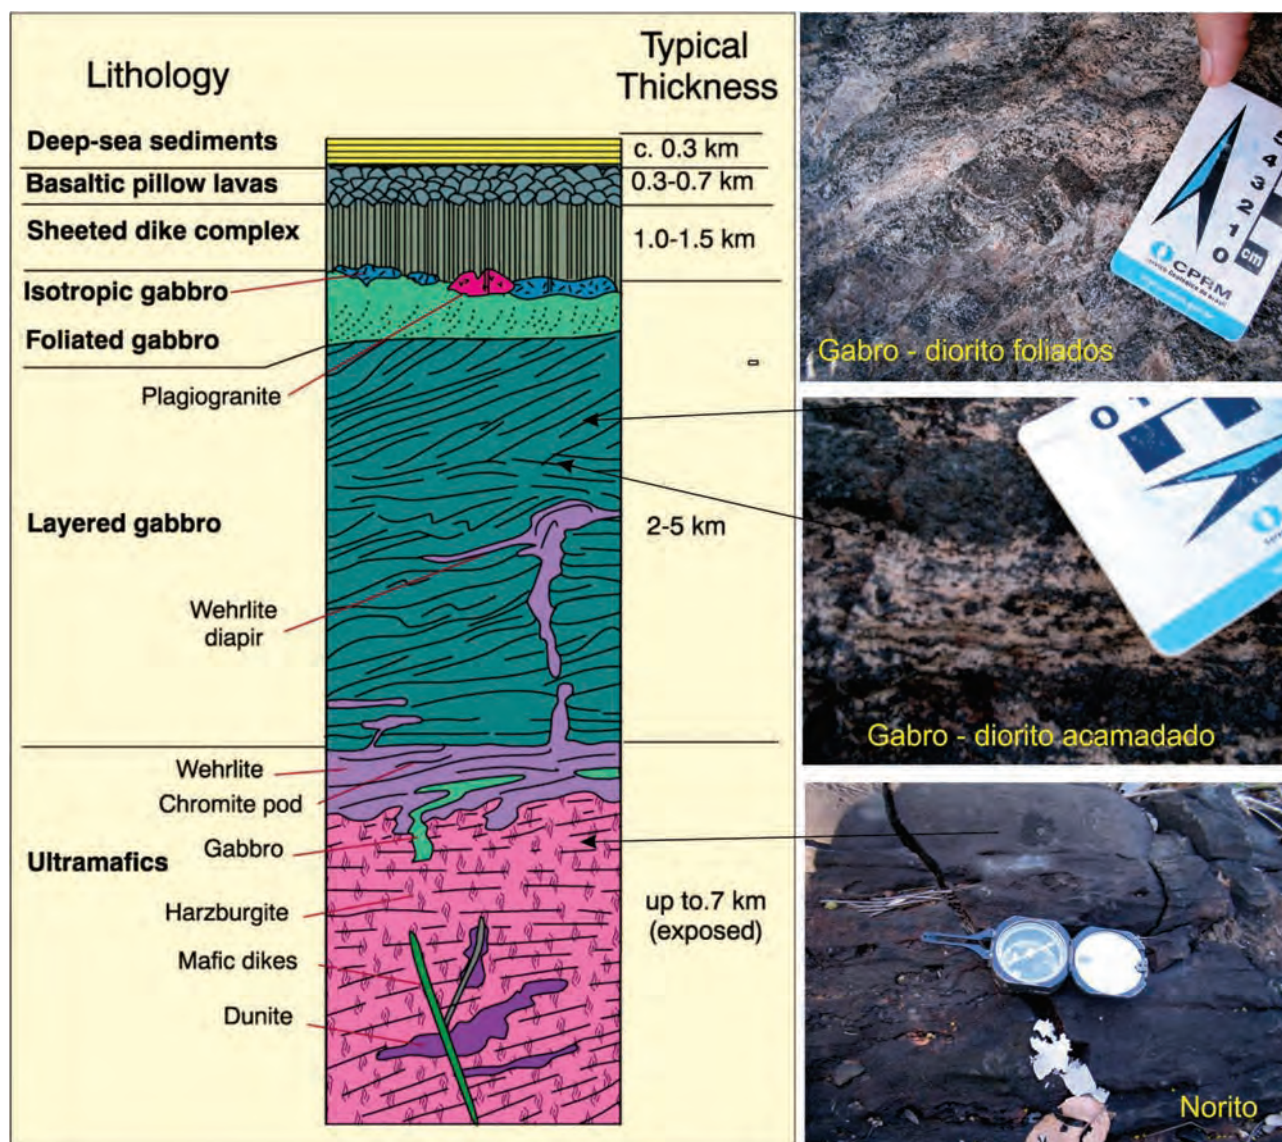 Lithology
Typical
Thickness
Deep-sea sediments
c. 0.3 km
Basaltic pillow lavas
0.3-0.7 km
Sheeted dike complex
1.0-1.5 km
Isotropic gabbro
Foliated gabbro
Plagiogranite
Layered gabbro
2-5 km
Wehrlite
diapir
Wehrlite
Chromite pod
Gabbro
Ultramafics
Harzburgite
up to.7 km
(exposed)
Mafic dikes
Dunite
5
4
3
2
1
0
cm
CPRM
Gabro - diorito foliados
0
Gabro - diorito acamadado
Norito